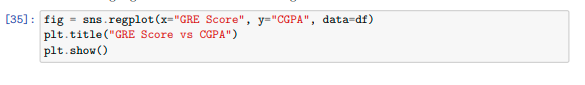 [35]: fig = sns.regplot(x="GRE Score", y="CGPA", data=df)
plt.title("GRE Score vs CGPA")
plt.show()